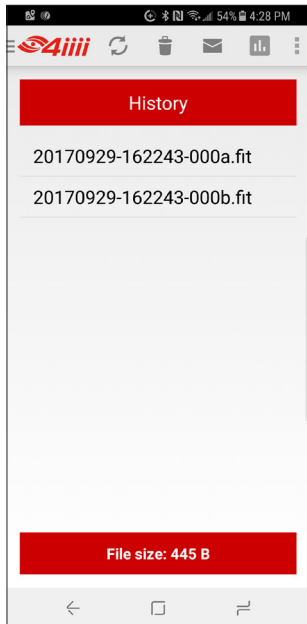 54% 4:28 PM
4iiii
History
20170929-162243-000a.fit
20170929-162243-000b.fit
File size: 445 B